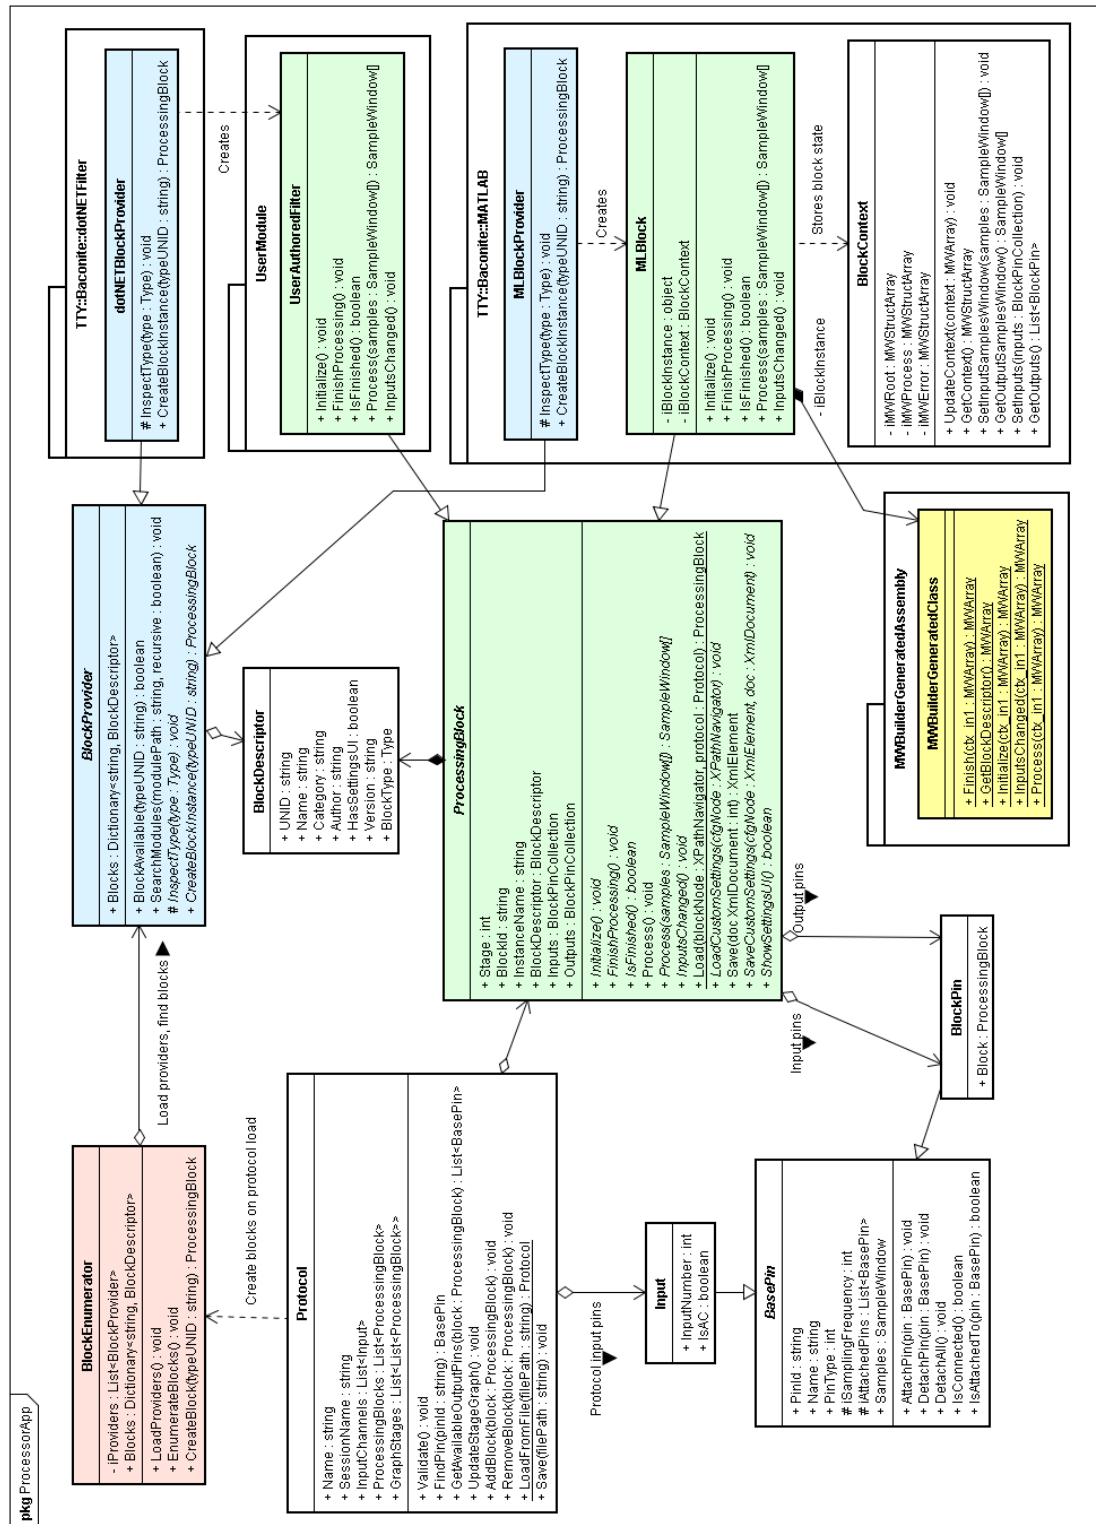 pkg ProcessorApp
BlockEnumerator
- iProviders : List<BlockProvider>
+ Blocks : Dictionary<string, BlockDescriptor>
+ LoadProviders() : void
+ EnumerateBlocks() : void
+ CreateBlock(typeUNID : string) : ProcessingBlock
Load providers, find blocks
BlockProvider
+ Blocks : Dictionary<string, BlockDescriptor>
+ BlockAvailable(typeUNID : string) : boolean
+ SearchModules(modulePath : string, recursive : boolean) : void
# InspectType(type : Type) : void
+ CreateBlockInstance(typeUNID : string) : ProcessingBlock
TTY::Baconite::dotNETFilter
dotNETBlockProvider
# InspectType(type : Type) : void
+ CreateBlockInstance(typeUNID : string) : ProcessingBlock
Creates
Create blocks on protocol load
BlockDescriptor
+ UNID : string
+ Name : string
+ Category : string
+ Author : string
+ HasSettingsUI : boolean
+ Version : string
+ BlockType : Type
UserModule
UserAuthoredFilter
+ Initialize() : void
+ FinishProcessing() : void
+ IsFinished() : boolean
+ Process(samples : SampleWindow[]) : SampleWindow[]
+ InputsChanged() : void
Protocol
+ Name : string
+ SessionName : string
+ InputChannels : List<Input>
+ ProcessingBlocks : List<ProcessingBlock>
+ GraphStages : List<List<ProcessingBlock>>
+ Validate() : void
+ FindPin(pinId : string) : BasePin
+ GetAvailableOutputPins(block : ProcessingBlock) : List<BasePin>
+ UpdateStageGraph() : void
+ AddBlock(block : ProcessingBlock) : void
+ RemoveBlock(block : ProcessingBlock) : void
+ LoadFromFile(filePath : string) : Protocol
+ Save(filePath : string) : void
ProcessingBlock
+ Stage : int
+ BlockId : string
+ InstanceName : string
+ BlockDescriptor : BlockDescriptor
+ Inputs : BlockPinCollection
+ Outputs : BlockPinCollection
+ Initialize() : void
+ FinishProcessing() : void
+ IsFinished() : boolean
+ Process() : void
+ Process(samples : SampleWindow[]) : SampleWindow[]
+ InputsChanged() : void
+ Load(blockNode : XPathNavigator, protocol : Protocol) : ProcessingBlock
+ LoadCustomSettings(cfgNode : XPathNavigator) : void
+ Save(doc XmlDocument : int) : XmlElement
+ SaveCustomSettings(cfgNode : XmlElement, doc : XmlDocument) : void
+ ShowSettingsUI() : boolean
TTY::Baconite::MATLAB
MLBlockProvider
# InspectType(type : Type) : void
+ CreateBlockInstance(typeUNID : string) : ProcessingBlock
Creates
MLBlock
- iBlockInstance : object
- iBlockContext : BlockContext
+ Initialize() : void
+ FinishProcessing() : void
+ IsFinished() : boolean
+ Process(samples : SampleWindow[]) : SampleWindow[]
+ InputsChanged() : void
- iBlockInstance
Stores block state
BlockContext
- iMWRoot : MWStructArray
- iMWProcess : MWStructArray
- iMWError : MWStructArray
+ UpdateContext(context : MWArray) : void
+ GetContext() : MWStructArray
+ SetInputSamplesWindow(samples : SampleWindow[]) : void
+ GetOutputSamplesWindow() : SampleWindow[]
+ SetInputs(inputs : BlockPinCollection) : void
+ GetOutputs() : List<BlockPin>
Protocol input pins
Input
+ InputNumber : int
+ IsAC : boolean
Input pins
Output pins
BasePin
+ PinId : string
+ Name : string
+ PinType : int
# iSamplingFrequency : int
# iAttachedPins : List<BasePin>
+ Samples : SampleWindow
+ AttachPin(pin : BasePin) : void
+ DetachPin(pin : BasePin) : void
+ DetachAll() : void
+ IsConnected() : boolean
+ IsAttachedTo(pin : BasePin) : boolean
BlockPin
+ Block : ProcessingBlock
MWBuilderGeneratedAssembly
MWBuilderGeneratedClass
+ Finish(ctx_in1 : MWArray) : MWArray
+ GetBlockDescriptor() : MWArray
+ Initialize(ctx_in1 : MWArray) : MWArray
+ InputsChanged(ctx_in1 : MWArray) : MWArray
+ Process(ctx_in1 : MWArray) : MWArray